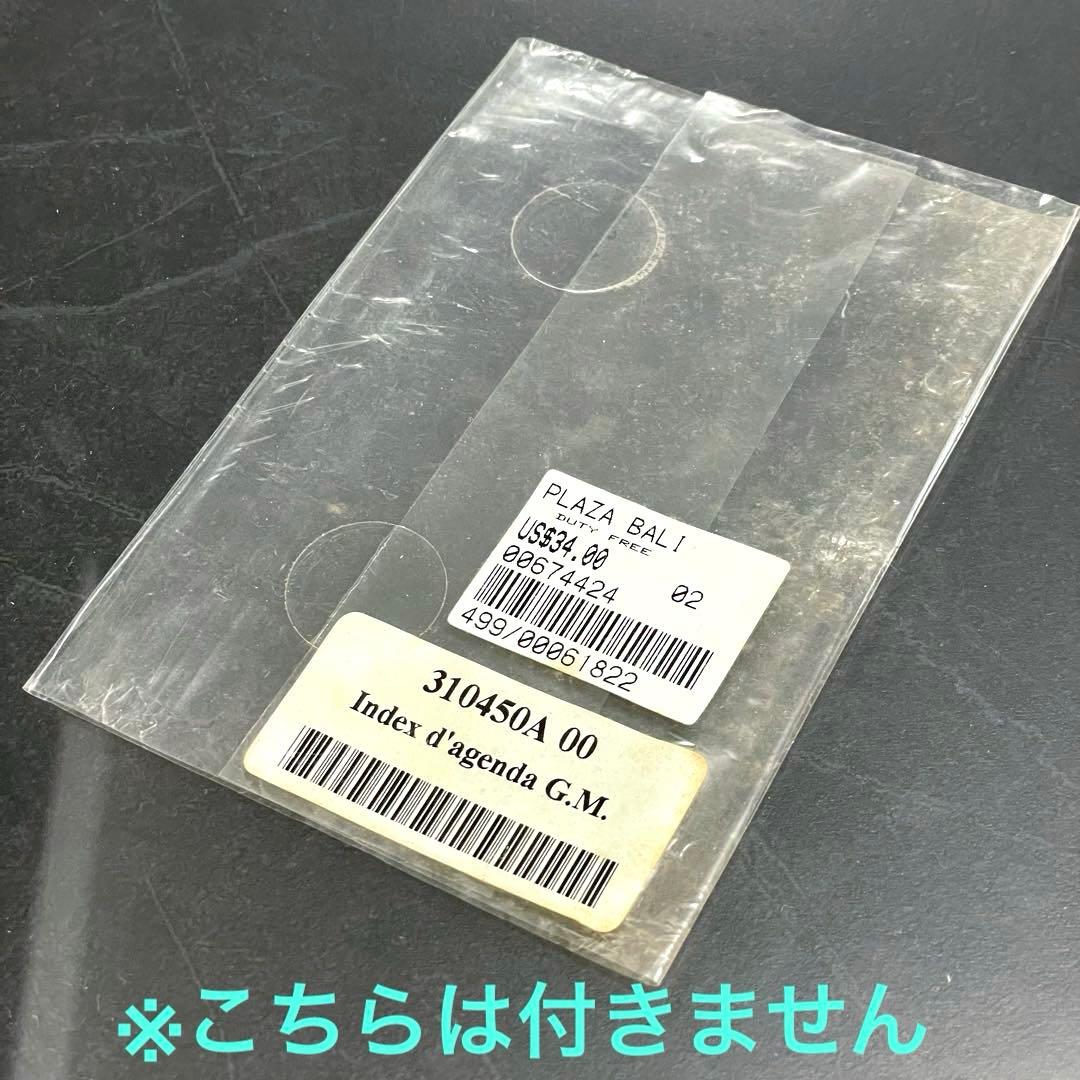 PLAZA BALI
DUTY FREE
US$34.00
00674424 02
499/00061822
310450A 00
Index d'agenda G.M.
※こちらは付きません